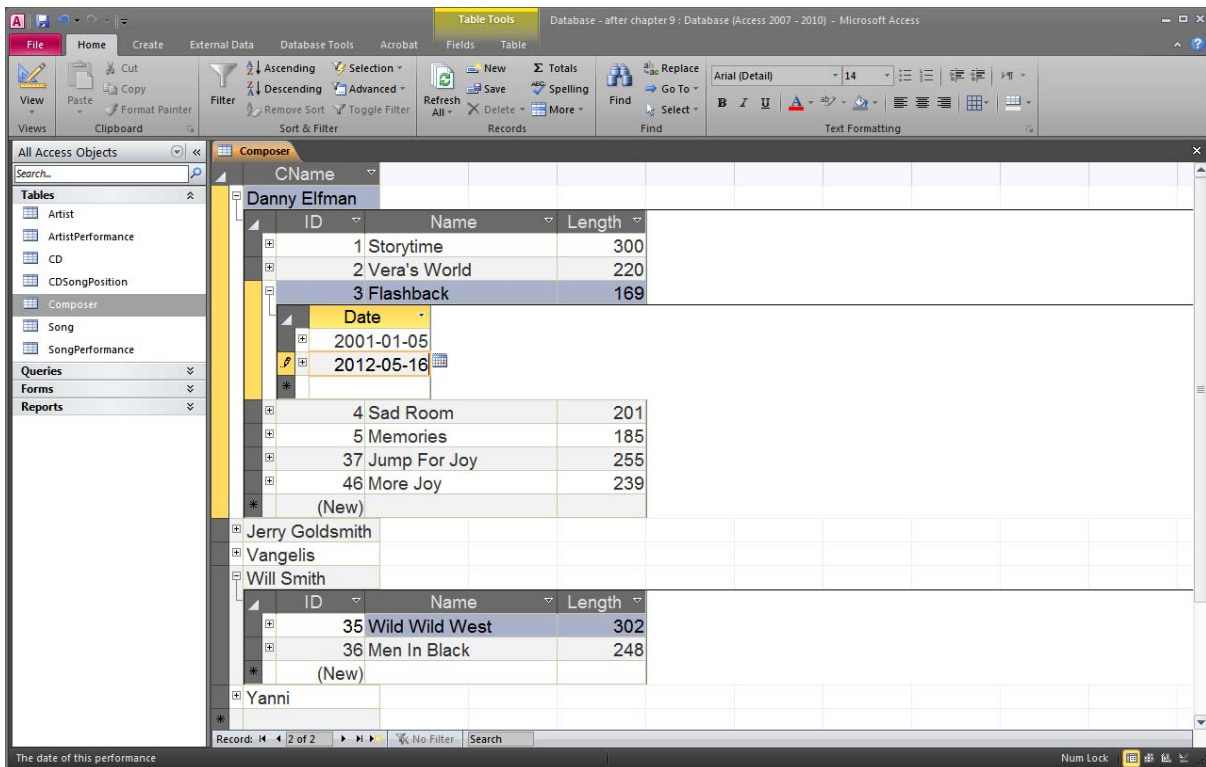 Table Tools Database - after chapter 9 : Database (Access 2007 - 2010) - Microsoft Access
File Home Create External Data Database Tools Acrobat Fields Table
View
Views
Paste
Cut
Copy
Format Painter
Clipboard
Filter
Ascending
Descending
Remove Sort
Selection
Advanced
Toggle Filter
Sort & Filter
Refresh All
New
Save
Delete
Totals
Spelling
More
Records
Find
Replace
Go To
Select
Find
Arial (Detail) 14
B I U A
Text Formatting
All Access Objects
Search...
Tables
Artist
ArtistPerformance
CD
CDSongPosition
Composer
Song
SongPerformance
Queries
Forms
Reports
Composer
CName
Danny Elfman
ID Name Length
1 Storytime 300
2 Vera's World 220
3 Flashback 169
Date
2001-01-05
2012-05-16
4 Sad Room 201
5 Memories 185
37 Jump For Joy 255
46 More Joy 239
(New)
Jerry Goldsmith
Vangelis
Will Smith
ID Name Length
35 Wild Wild West 302
36 Men In Black 248
(New)
Yanni
Record: 2 of 2 No Filter Search
The date of this performance Num Lock